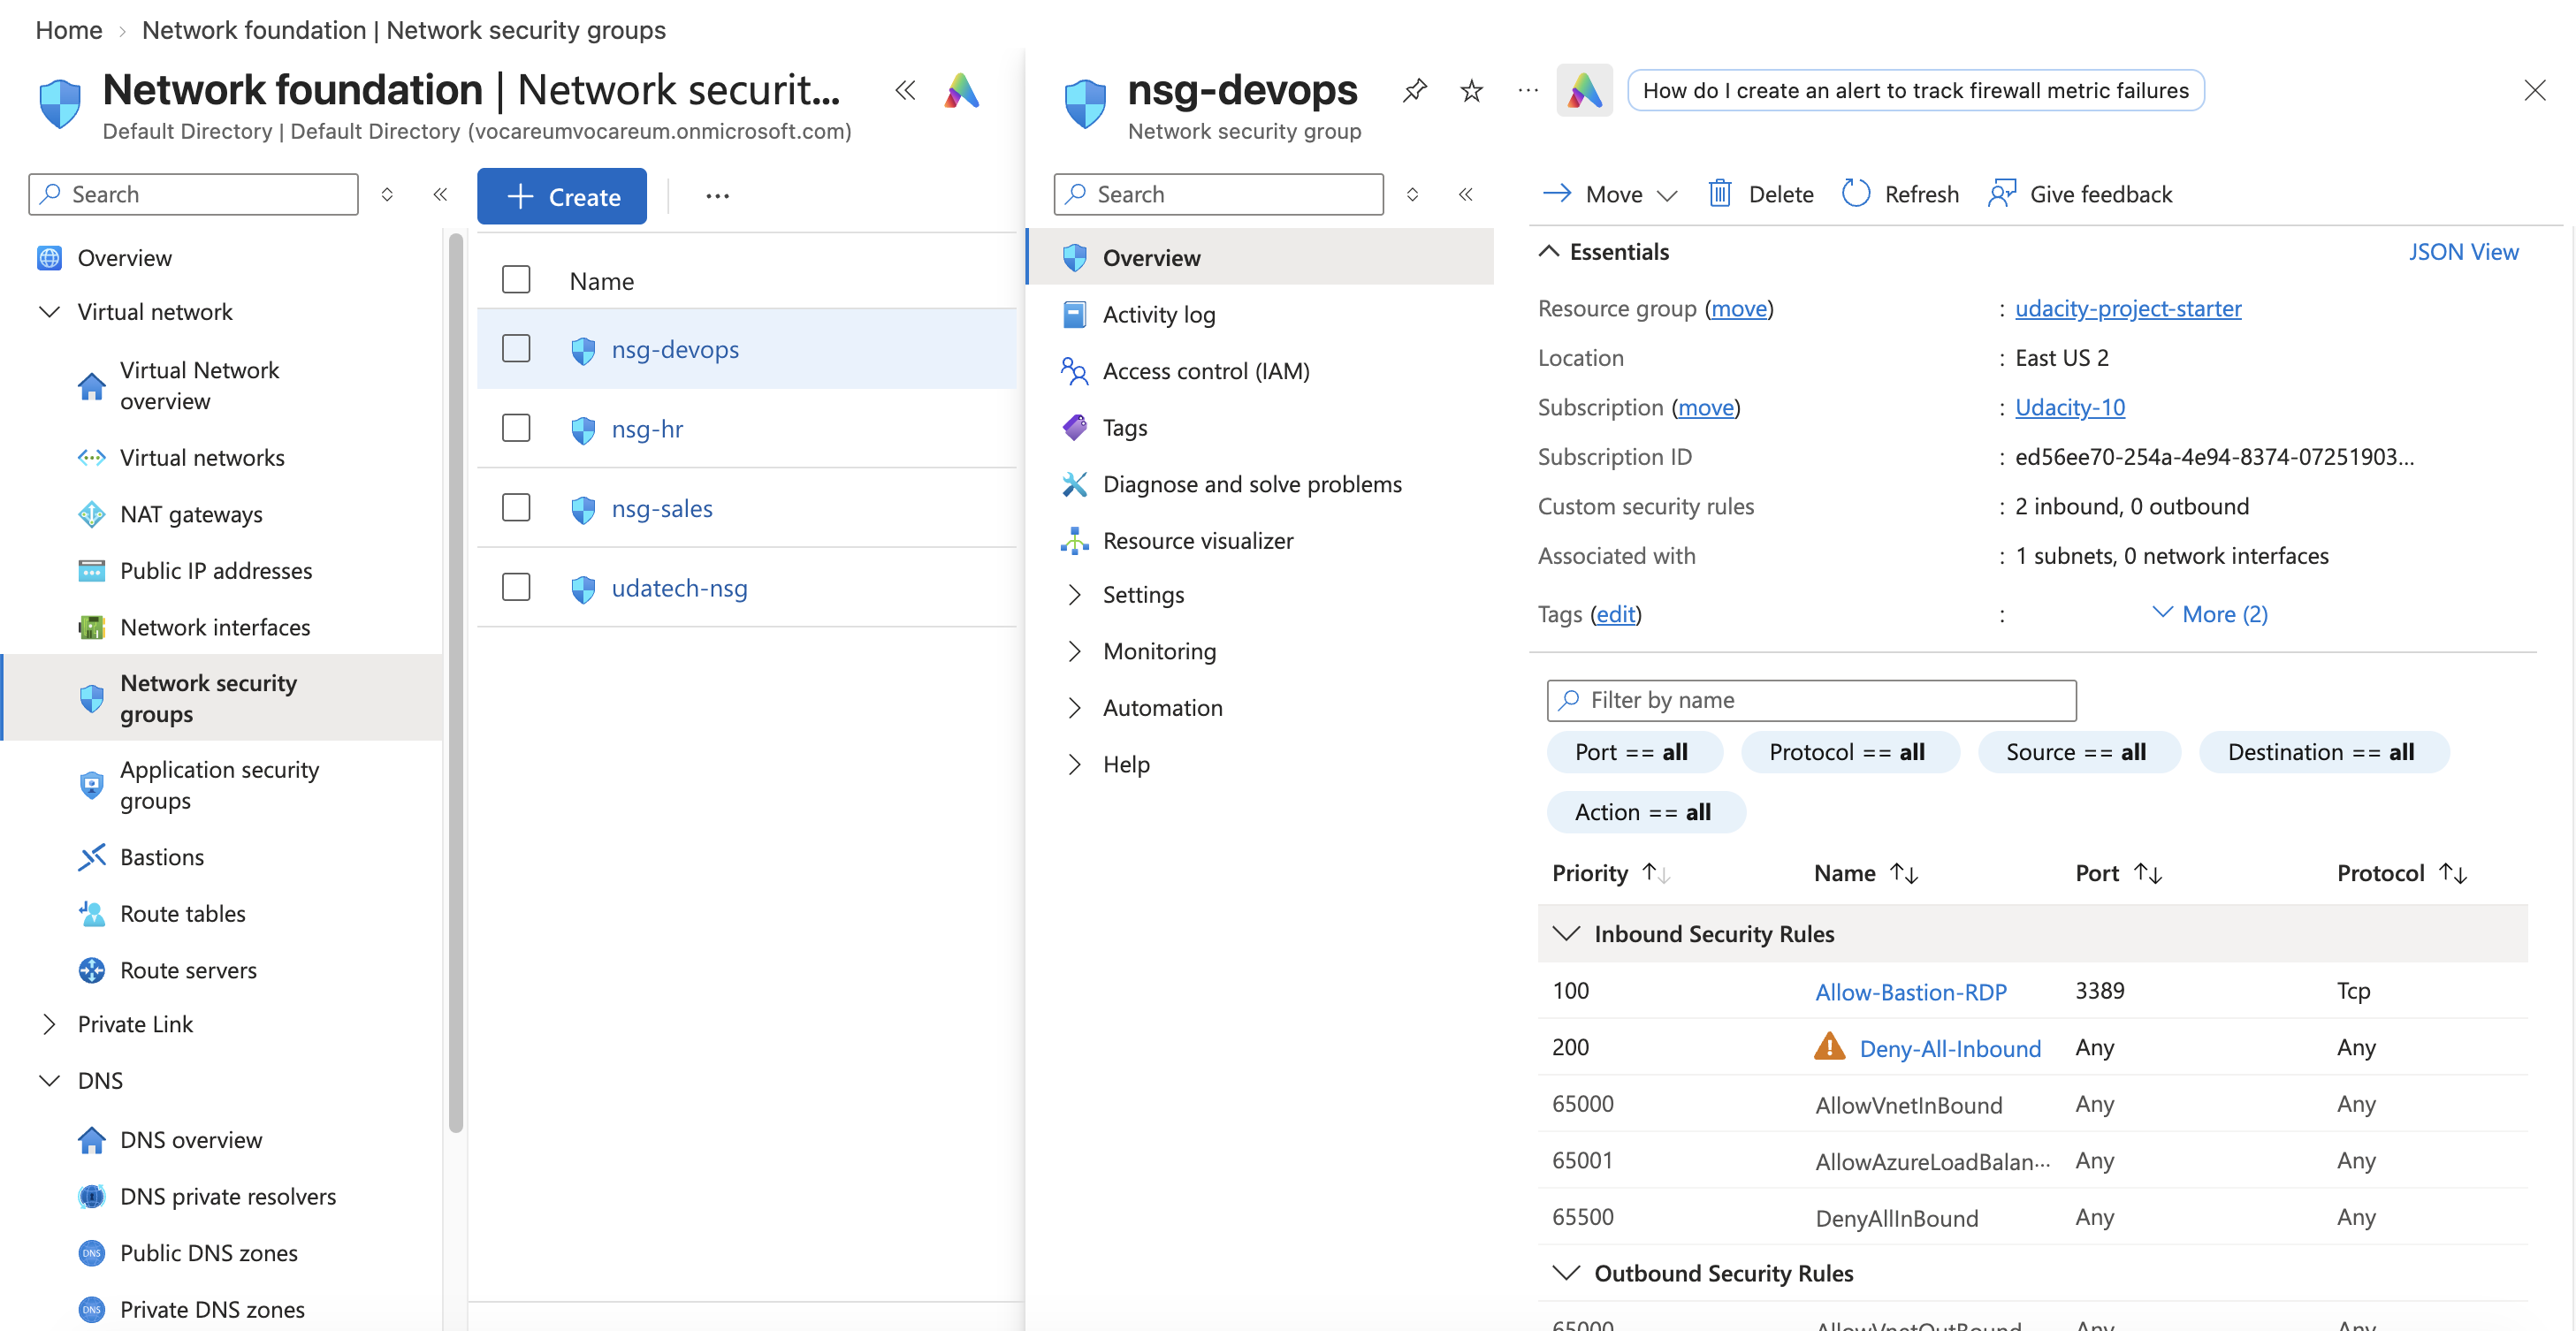 Home > Network foundation | Network security groups
Network foundation | Network securit...
Default Directory | Default Directory (vocareumvocareum.onmicrosoft.com)
Search
Create
...
Overview
Virtual network
Virtual Network
overview
Virtual networks
NAT gateways
Public IP addresses
Network interfaces
Network security
groups
Application security
groups
Bastions
Route tables
Route servers
Private Link
DNS
DNS overview
DNS private resolvers
DNS
Public DNS zones
DNS
Private DNS zones
Name
nsg-devops
nsg-hr
nsg-sales
udatech-nsg
nsg-devops
Network security group
...
How do I create an alert to track firewall metric failures
Search
Overview
Activity log
Access control (IAM)
Tags
Diagnose and solve problems
Resource visualizer
Settings
Monitoring
Automation
Help
Move Delete Refresh Give feedback
Essentials JSON View
Resource group (move) : udacity-project-starter
Location : East US 2
Subscription (move) : Udacity-10
Subscription ID : ed56ee70-254a-4e94-8374-07251903...
Custom security rules : 2 inbound, 0 outbound
Associated with : 1 subnets, 0 network interfaces
Tags (edit) : More (2)
Filter by name
Port == all Protocol == all Source == all Destination == all
Action == all
Priority Name Port Protocol
Inbound Security Rules
100 Allow-Bastion-RDP 3389 Tcp
200 Deny-All-Inbound Any Any
65000 AllowVnetInBound Any Any
65001 AllowAzureLoadBalan... Any Any
65500 DenyAllInBound Any Any
Outbound Security Rules
65000 AllowVnetOutBound Any Any